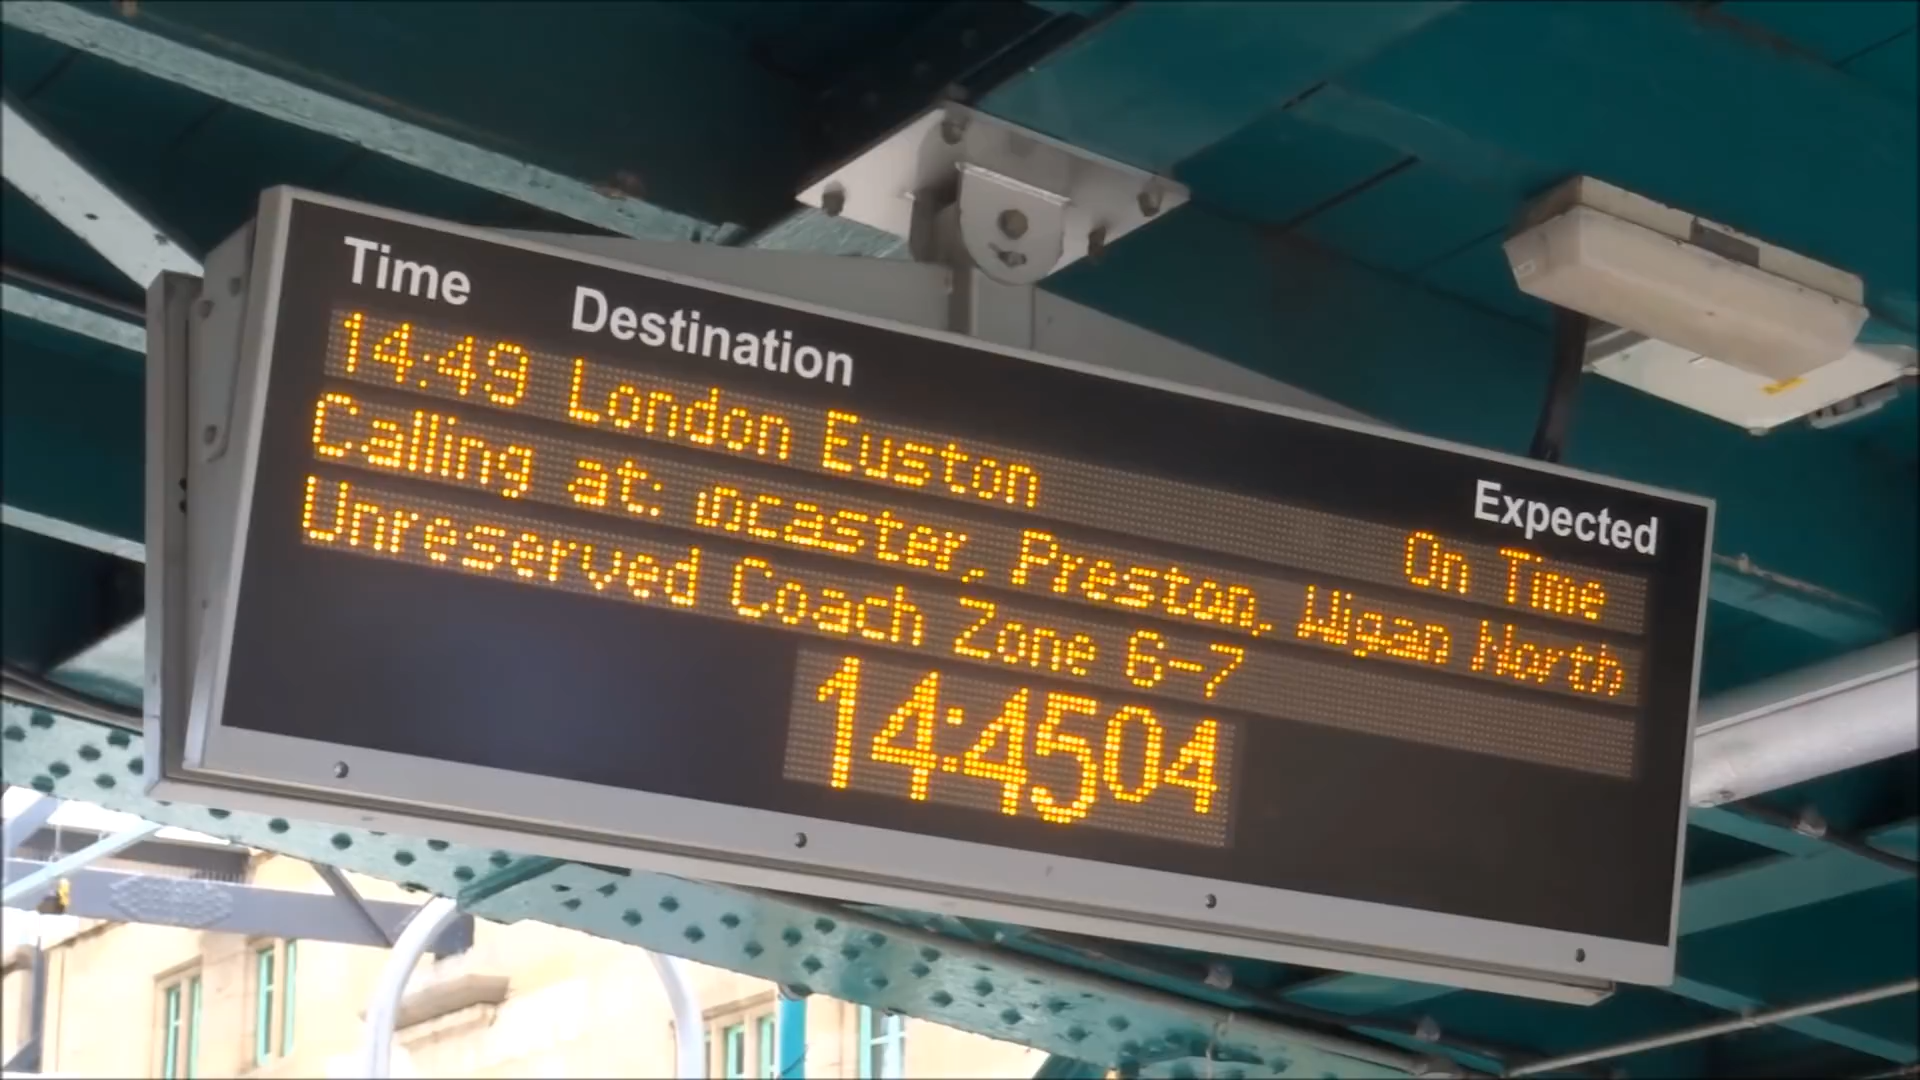 Time Destination Expected
14:49 London Euston On Time
Calling at: ncaster, Preston, Wigan North
Unreserved Coach Zone 6-7
14:4504